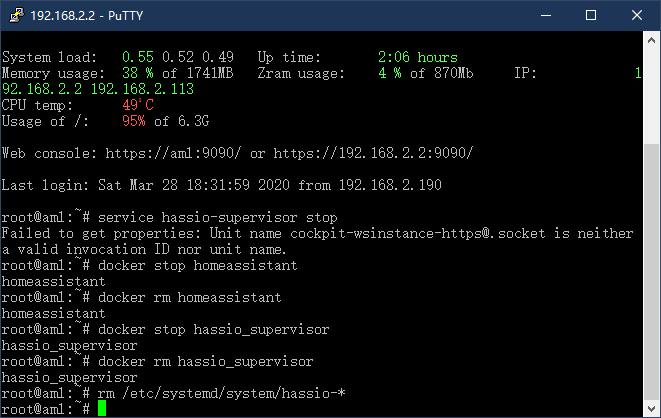 192.168.2.2 - PuTTY
System load:   0.55 0.52 0.49   Up time:       2:06 hours
Memory usage:  38 % of 1741MB   Zram usage:    4 % of 870Mb     IP:            1
92.168.2.2 192.168.2.113
CPU temp:      49°C
Usage of /:    95% of 6.3G
Web console: https://aml:9090/ or https://192.168.2.2:9090/
Last login: Sat Mar 28 18:31:59 2020 from 192.168.2.190
root@aml:~# service hassio-supervisor stop
Failed to get properties: Unit name cockpit-wsinstance-https@.socket is neither
a valid invocation ID nor unit name.
root@aml:~# docker stop homeassistant
homeassistant
root@aml:~# docker rm homeassistant
homeassistant
root@aml:~# docker stop hassio_supervisor
hassio_supervisor
root@aml:~# docker rm hassio_supervisor
hassio_supervisor
root@aml:~# rm /etc/systemd/system/hassio-*
root@aml:~#